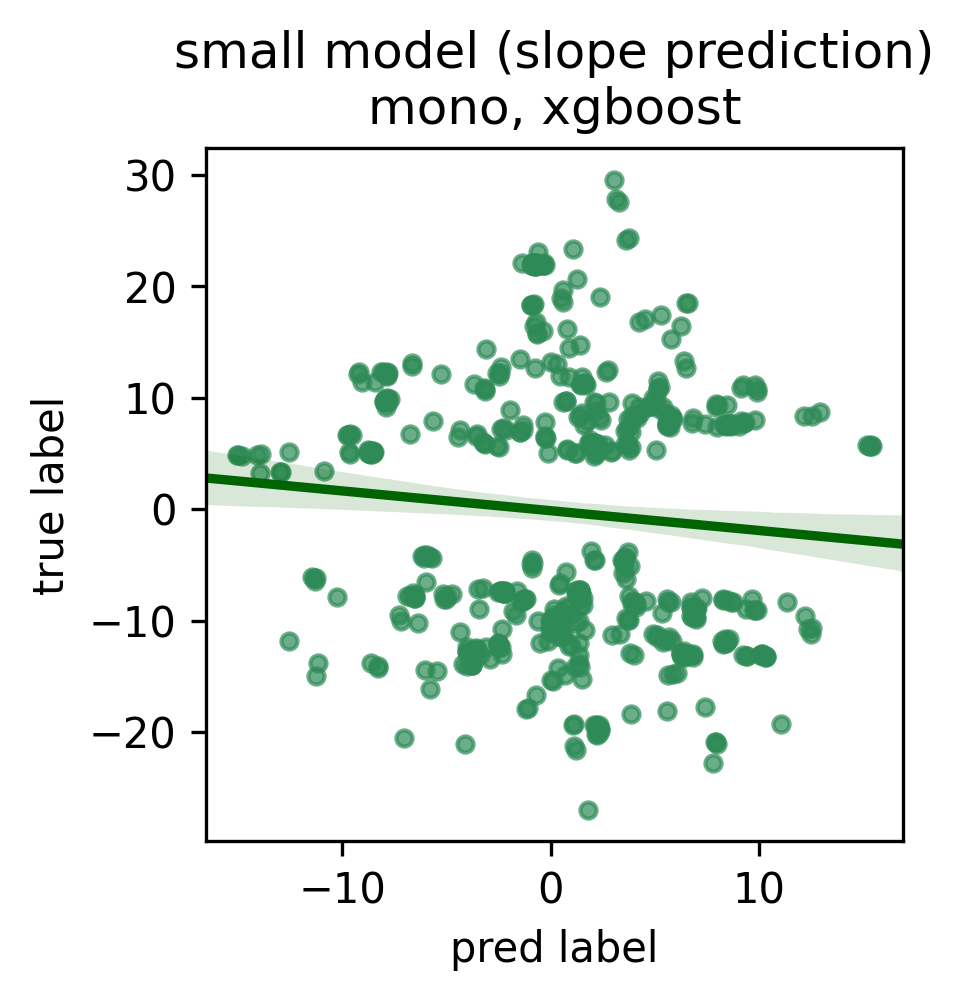 small model (slope prediction)
mono, xgboost
30
20
10
0
−10
−20
true label
−10
0
10
pred label